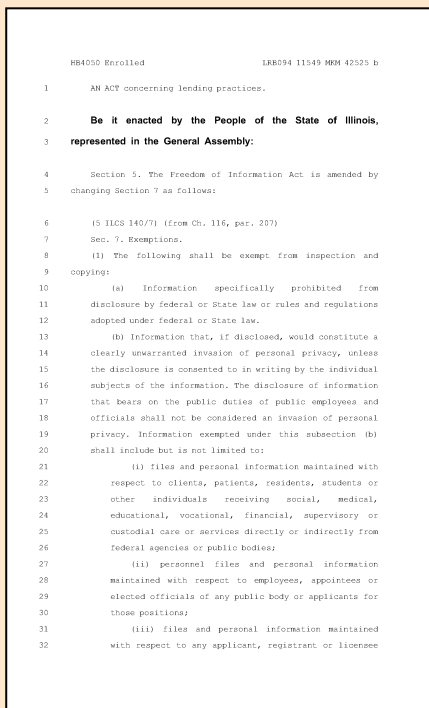 HB4050 Enrolled LRB094 11549 MKM 42525 b
1 AN ACT concerning lending practices.
2 Be it enacted by the People of the State of Illinois,
3 represented in the General Assembly:
4 Section 5. The Freedom of Information Act is amended by
5 changing Section 7 as follows:
6 (5 ILCS 140/7) (from Ch. 116, par. 207)
7 Sec. 7. Exemptions.
8 (1) The following shall be exempt from inspection and
9 copying:
10 (a) Information specifically prohibited from
11 disclosure by federal or State law or rules and regulations
12 adopted under federal or State law.
13 (b) Information that, if disclosed, would constitute a
14 clearly unwarranted invasion of personal privacy, unless
15 the disclosure is consented to in writing by the individual
16 subjects of the information. The disclosure of information
17 that bears on the public duties of public employees and
18 officials shall not be considered an invasion of personal
19 privacy. Information exempted under this subsection (b)
20 shall include but is not limited to:
21 (i) files and personal information maintained with
22 respect to clients, patients, residents, students or
23 other individuals receiving social, medical,
24 educational, vocational, financial, supervisory or
25 custodial care or services directly or indirectly from
26 federal agencies or public bodies;
27 (ii) personnel files and personal information
28 maintained with respect to employees, appointees or
29 elected officials of any public body or applicants for
30 those positions;
31 (iii) files and personal information maintained
32 with respect to any applicant, registrant or licensee